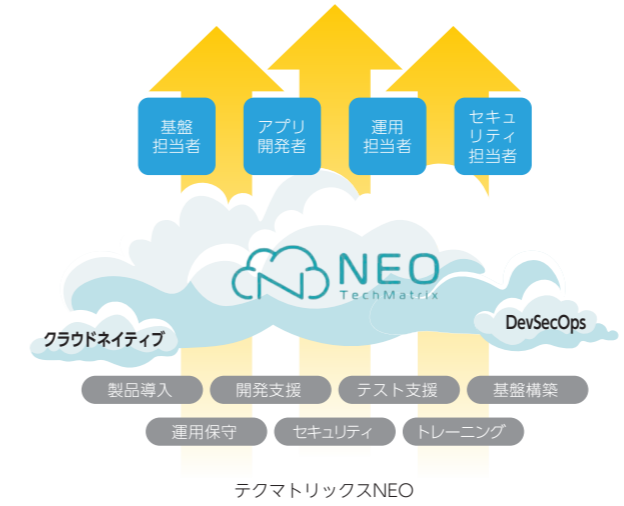 基盤
担当者
アプリ
開発者
運用
担当者
セキュ
リティ
担当者
NEO
TechMatrix
クラウドネイティブ
DevSecOps
製品導入
開発支援
テスト支援
基盤構築
運用保守
セキュリティ
トレーニング
テクマトリックスNEO